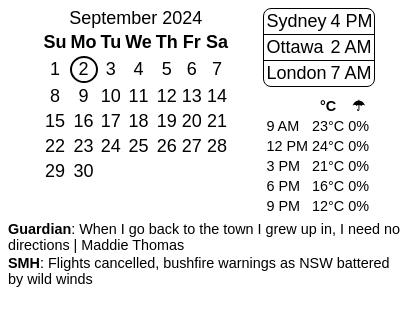 September 2024
Su Mo Tu We Th Fr Sa
1 2 3 4 5 6 7
8 9 10 11 12 13 14
15 16 17 18 19 20 21
22 23 24 25 26 27 28
29 30
Sydney 4 PM
Ottawa 2 AM
London 7 AM
°C ☂
9 AM 23°C 0%
12 PM 24°C 0%
3 PM 21°C 0%
6 PM 16°C 0%
9 PM 12°C 0%
Guardian: When I go back to the town I grew up in, I need no
directions | Maddie Thomas
SMH: Flights cancelled, bushfire warnings as NSW battered
by wild winds